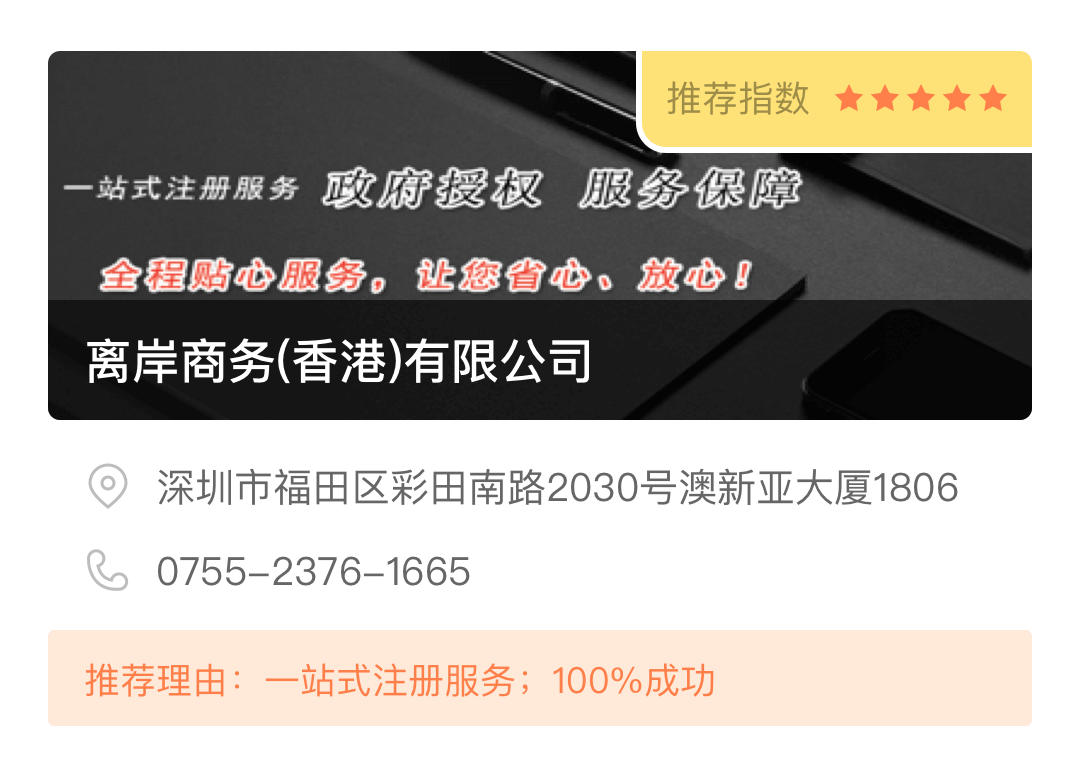 推荐指数
一站式注册服务 政府授权 服务保障
全程贴心服务，让您省心、放心！
离岸商务(香港)有限公司
深圳市福田区彩田南路2030号澳新亚大厦1806
0755-2376-1665
推荐理由：一站式注册服务；100%成功